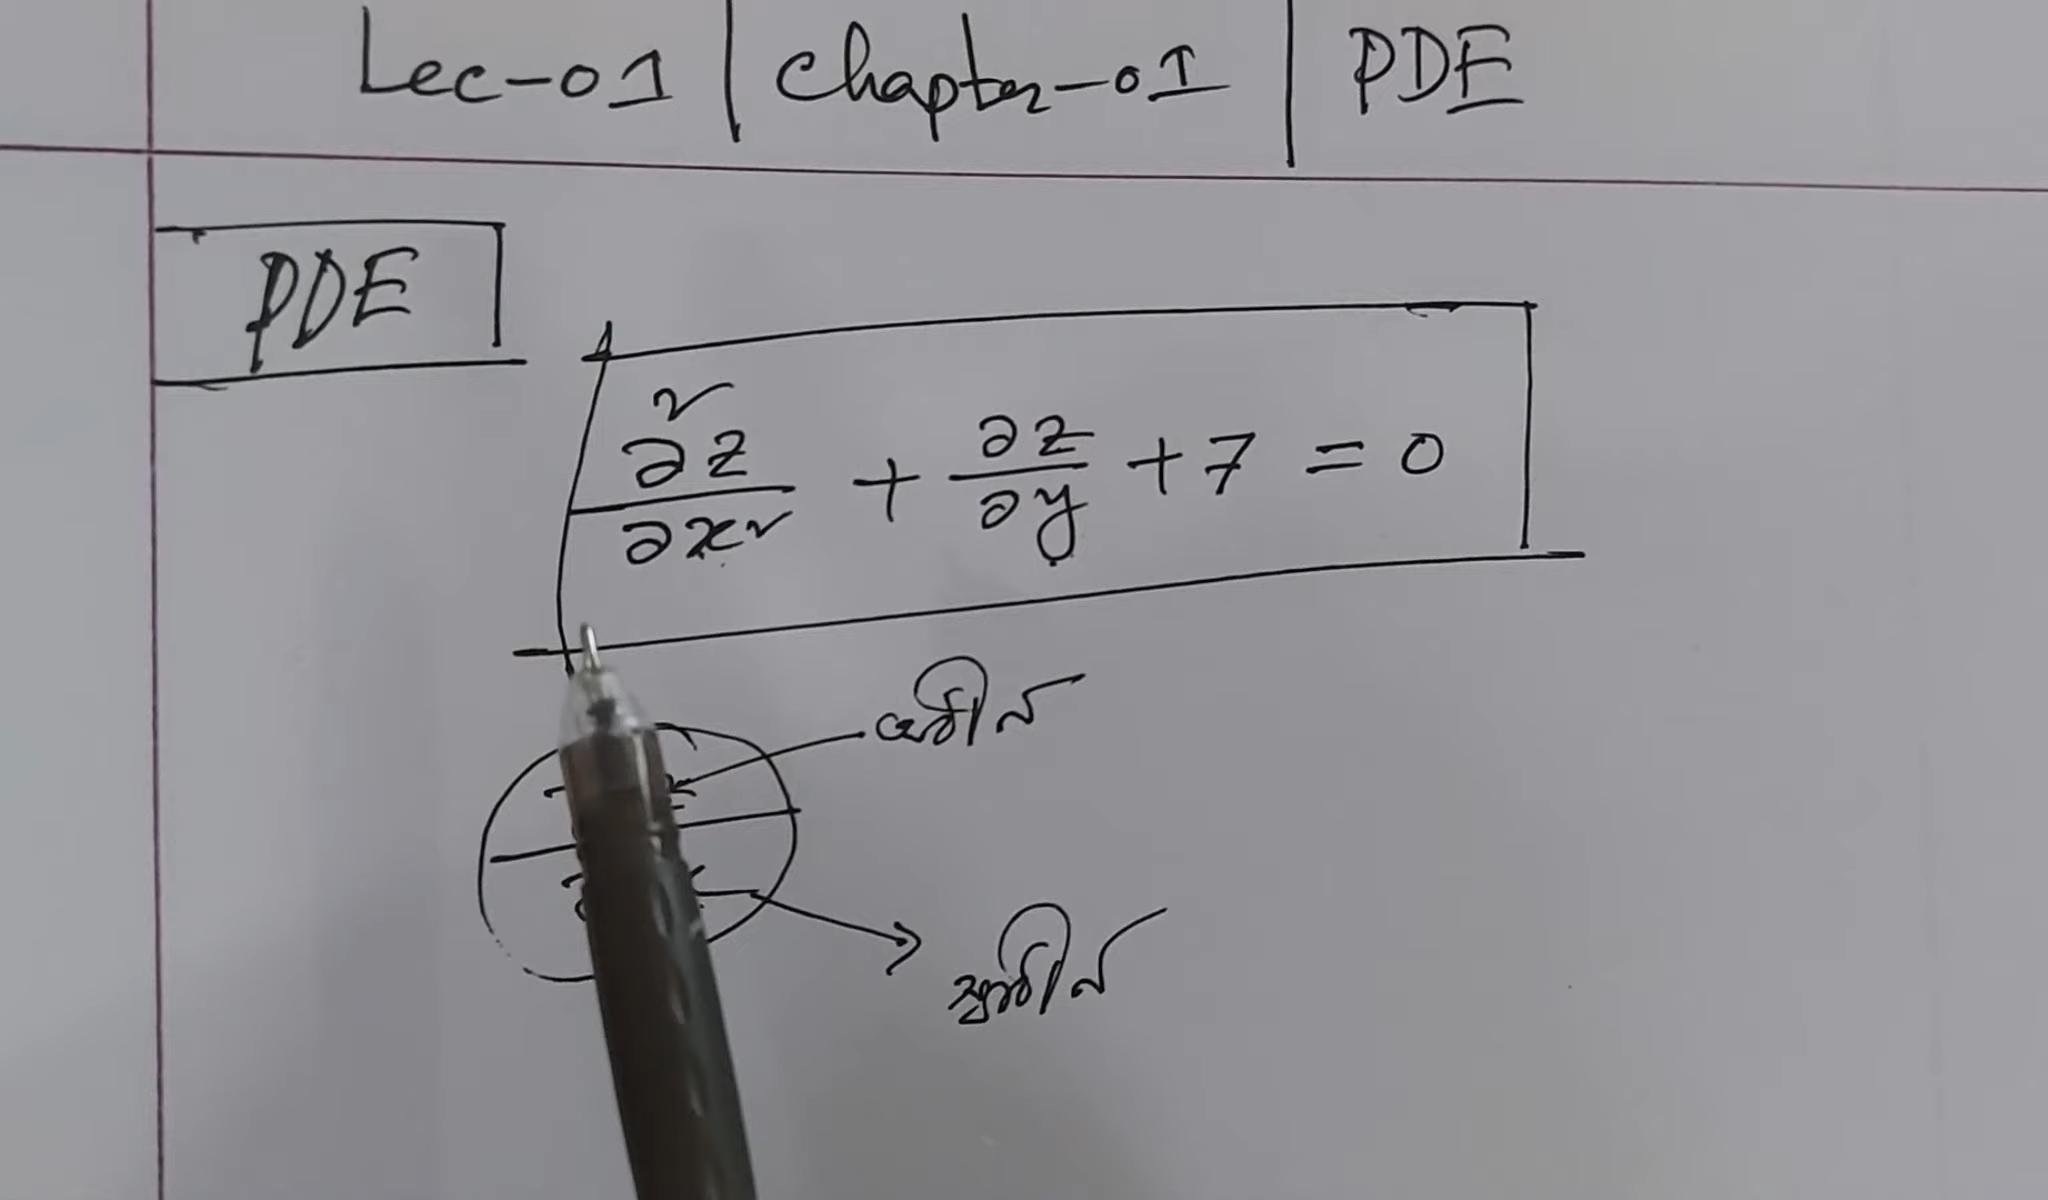 Lec-01 | Chapter-01 | PDE
PDE
∂²z/∂x² + ∂z/∂y + 7 = 0
অধীন
স্বাধীন